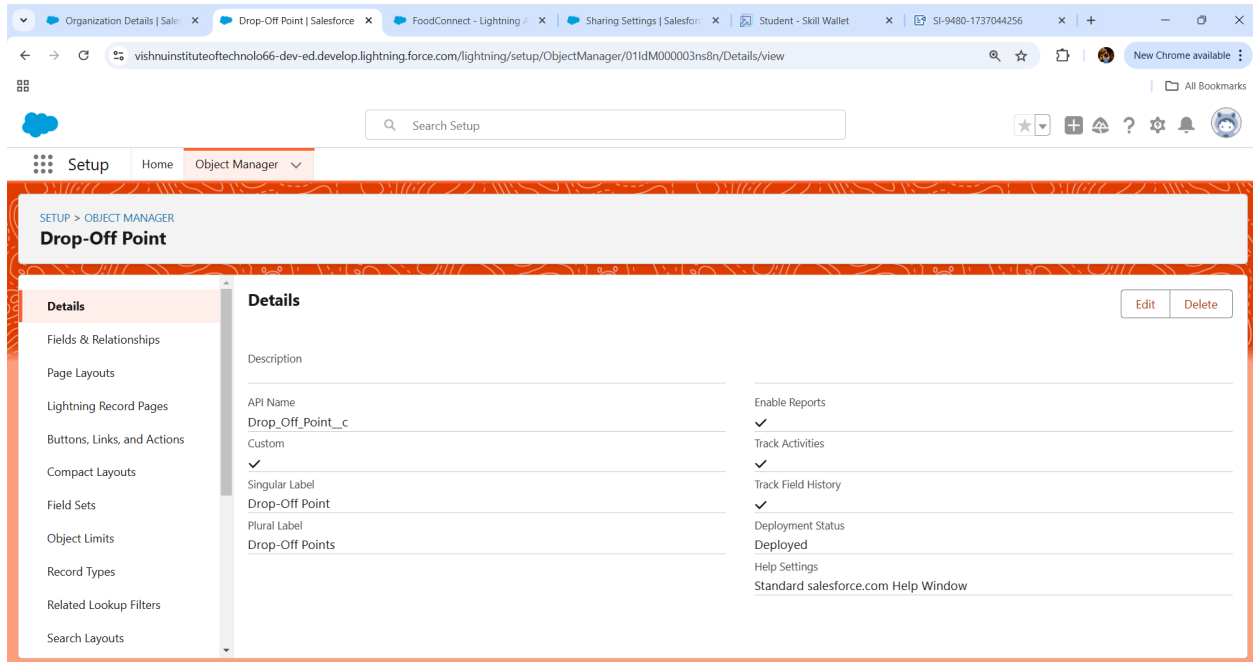 Organization Details | Sale
Drop-Off Point | Salesforce
FoodConnect - Lightning
Sharing Settings | Salesfor
Student - Skill Wallet
SI-9480-1737044256
vishnuinstituteoftechnolo66-dev-ed.develop.lightning.force.com/lightning/setup/ObjectManager/01IdM000003ns8n/Details/view
New Chrome available
All Bookmarks
Search Setup
Setup Home Object Manager
SETUP > OBJECT MANAGER
Drop-Off Point
Details
Fields & Relationships
Page Layouts
Lightning Record Pages
Buttons, Links, and Actions
Compact Layouts
Field Sets
Object Limits
Record Types
Related Lookup Filters
Search Layouts
Details
Edit Delete
Description
API Name
Drop_Off_Point__c
Custom
Singular Label
Drop-Off Point
Plural Label
Drop-Off Points
Enable Reports
Track Activities
Track Field History
Deployment Status
Deployed
Help Settings
Standard salesforce.com Help Window